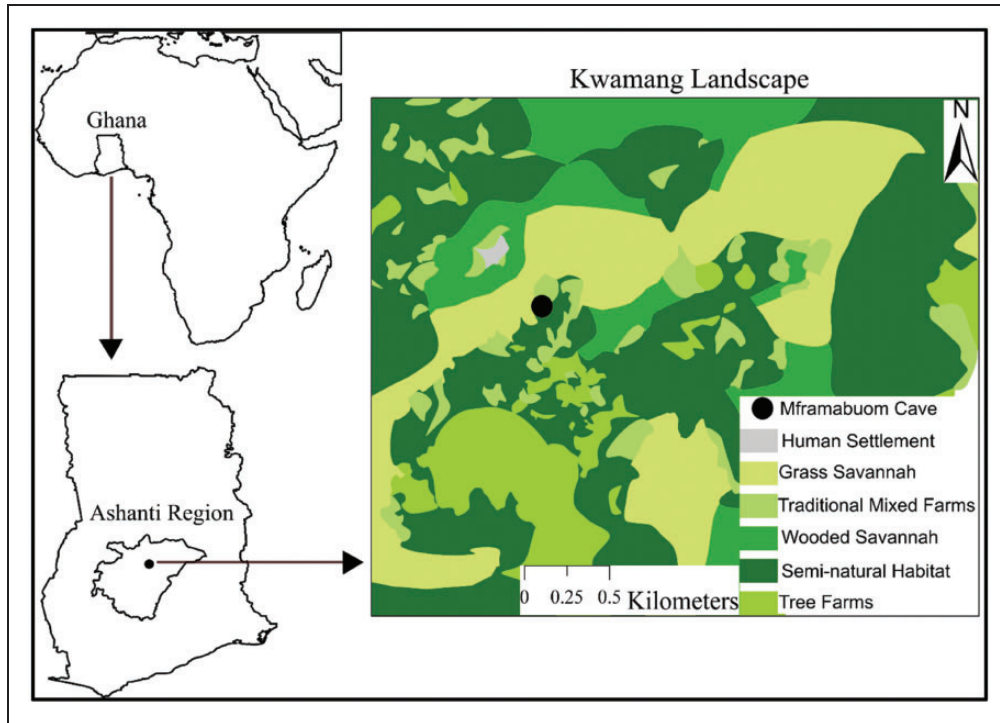 Ghana
Ashanti Region
Kwamang Landscape
N
Mframabuom Cave
Human Settlement
Grass Savannah
Traditional Mixed Farms
Wooded Savannah
Semi-natural Habitat
Tree Farms
0 0.25 0.5
Kilometers